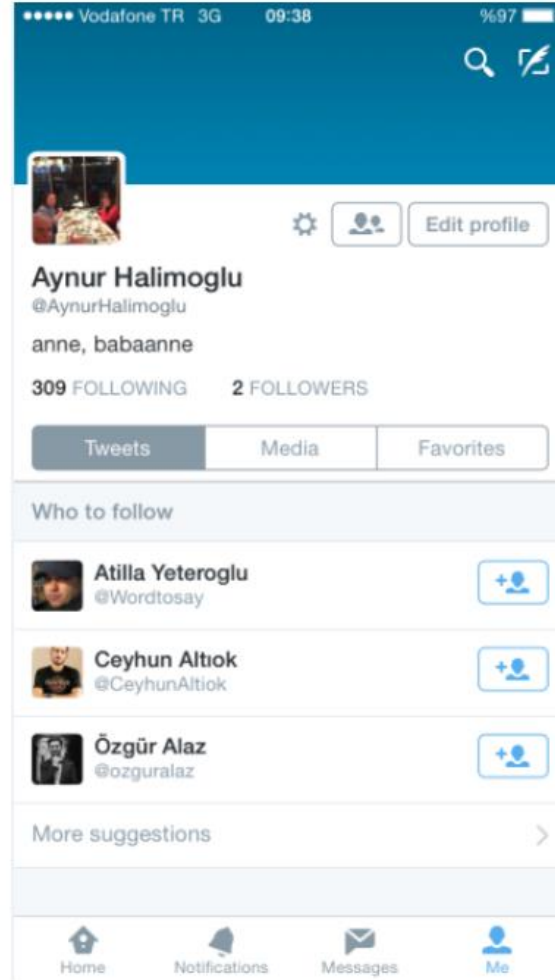 Vodafone TR 3G 09:38 %97
Edit profile
Aynur Halimoglu
@AynurHalimoglu
anne, babaanne
309 FOLLOWING 2 FOLLOWERS
Tweets Media Favorites
Who to follow
Atilla Yeteroglu
@Wordtosay
Ceyhun Altıok
@CeyhunAltiok
Özgür Alaz
@ozguralaz
More suggestions
Home Notifications Messages Me